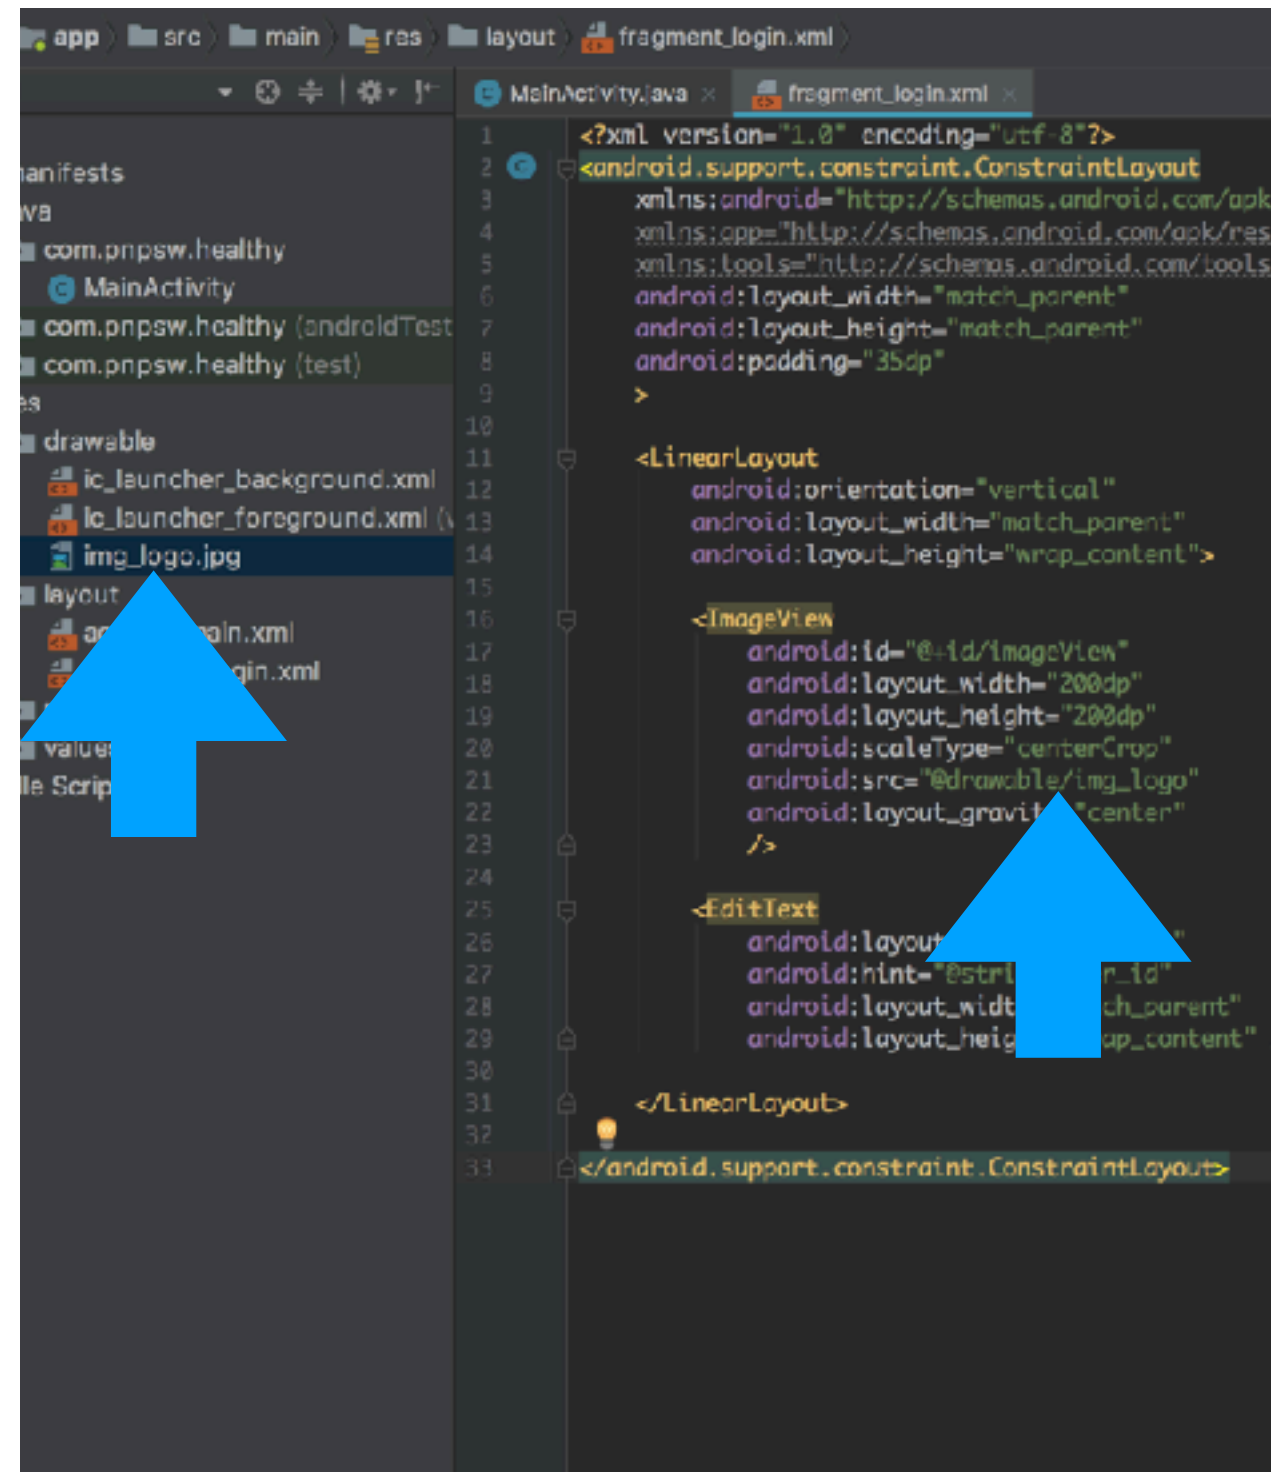 app src main res layout fragment_login.xml
MainActivity.java × fragment_login.xml ×
anifests
com.pnpsw.healthy
MainActivity
com.pnpsw.healthy (androidTest
com.pnpsw.healthy (test)
es
drawable
ic_launcher_background.xml
ic_launcher_foreground.xml (v
img_logo.jpg
layout
ain.xml
gin.xml
values
le Scrip
1 <?xml version="1.0" encoding="utf-8"?>
2 <android.support.constraint.ConstraintLayout
3 xmlns:android="http://schemas.android.com/apk
4 xmlns:app="http://schemas.android.com/apk/res
5 xmlns:tools="http://schemas.android.com/tools
6 android:layout_width="match_parent"
7 android:layout_height="match_parent"
8 android:padding="35dp"
9 >
10
11 <LinearLayout
12 android:orientation="vertical"
13 android:layout_width="match_parent"
14 android:layout_height="wrap_content">
15
16 <ImageView
17 android:id="@+id/imageView"
18 android:layout_width="200dp"
19 android:layout_height="200dp"
20 android:scaleType="centerCrop"
21 android:src="@drawable/img_logo"
22 android:layout_gravit "center"
23 />
24
25 <EditText
26 android:layout "
27 android:hint="@stri r_id"
28 android:layout_widt ch_parent"
29 android:layout_heig ap_content"
30
31 </LinearLayout>
32
33 </android.support.constraint.ConstraintLayout>